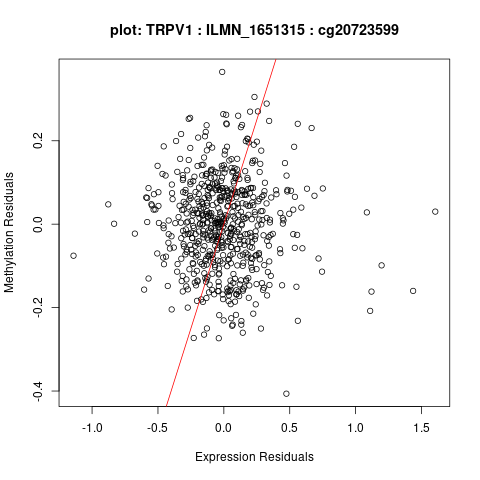 plot: TRPV1 : ILMN_1651315 : cg20723599
Methylation Residuals
0.2
0.0
-0.2
-0.4
-1.0 -0.5 0.0 0.5 1.0 1.5
Expression Residuals